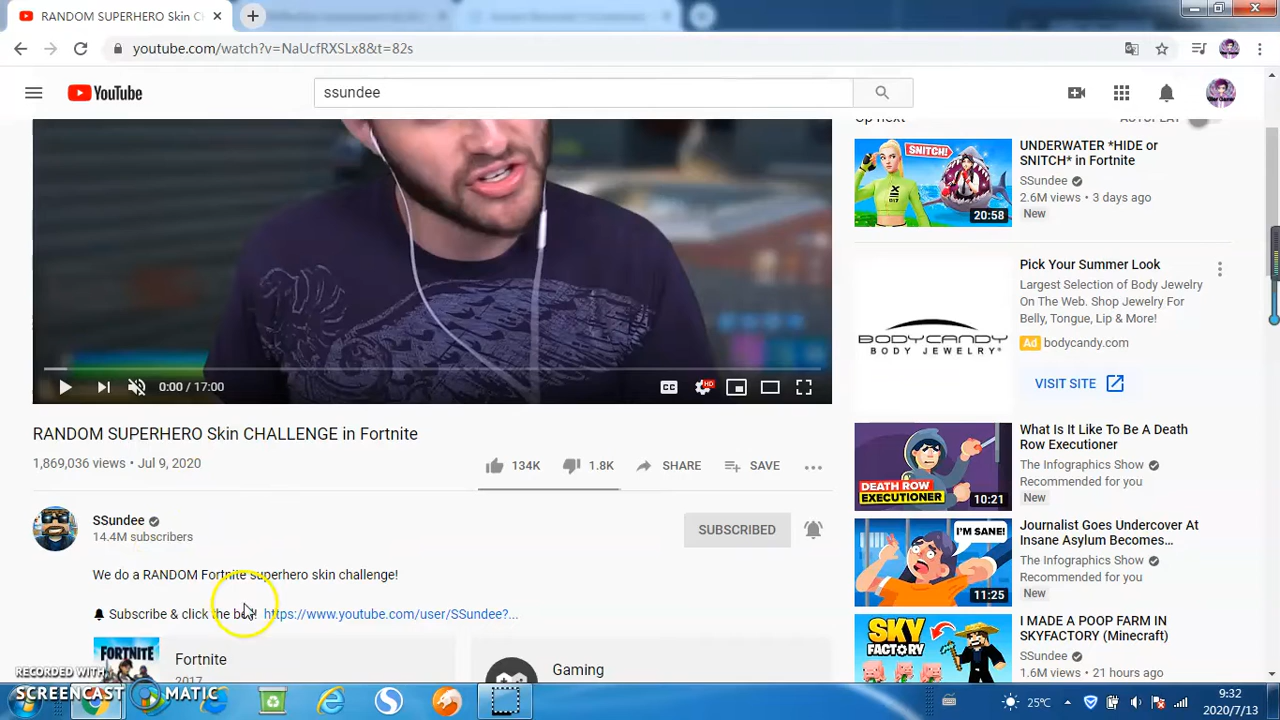 RANDOM SUPERHERO Skin C
youtube.com/watch?v=NaUcfRXSLx8&t=82s
YouTube
ssundee
Up next
AUTOPLAY
SNITCH!
20:58
UNDERWATER *HIDE or
SNITCH* in Fortnite
SSundee
2.6M views • 3 days ago
New
BODYCANDY
BODY JEWELRY
Pick Your Summer Look
Largest Selection of Body Jewelry
On The Web. Shop Jewelry For
Belly, Tongue, Lip & More!
Ad bodycandy.com
VISIT SITE
0:00 / 17:00
CC
HD
RANDOM SUPERHERO Skin CHALLENGE in Fortnite
1,869,036 views • Jul 9, 2020
134K
1.8K
SHARE
SAVE
DEATH ROW
EXECUTIONER
10:21
What Is It Like To Be A Death
Row Executioner
The Infographics Show
Recommended for you
New
SSundee
14.4M subscribers
SUBSCRIBED
I'M SANE!
11:25
Journalist Goes Undercover At
Insane Asylum Becomes...
The Infographics Show
Recommended for you
New
We do a RANDOM Fortnite superhero skin challenge!
Subscribe & click the bell! https://www.youtube.com/user/SSundee?...
SKY
FACTORY
I MADE A POOP FARM IN
SKYFACTORY (Minecraft)
SSundee
1.6M views • 21 hours ago
FORTNITE
Fortnite
2017
Gaming
RECORDED WITH
SCREENCAST MATIC
25℃
9:32
2020/7/13